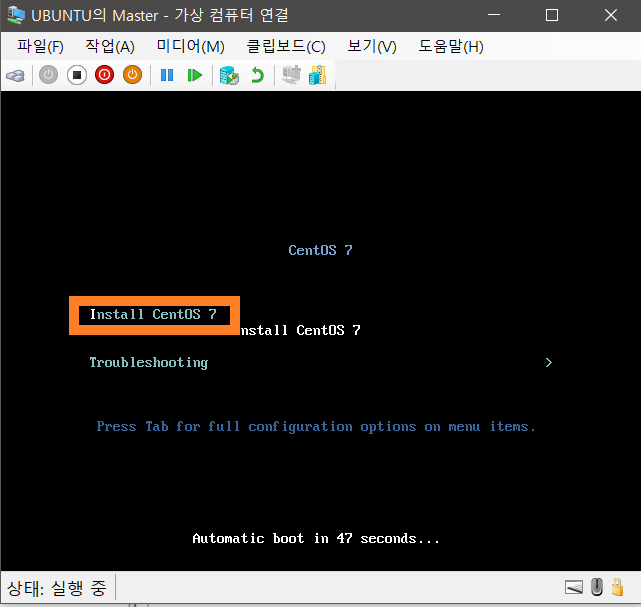 UBUNTU의 Master - 가상 컴퓨터 연결
파일(F) 작업(A) 미디어(M) 클립보드(C) 보기(V) 도움말(H)
CentOS 7
Install CentOS 7
nstall CentOS 7
Troubleshooting >
Press Tab for full configuration options on menu items.
Automatic boot in 47 seconds...
상태: 실행 중